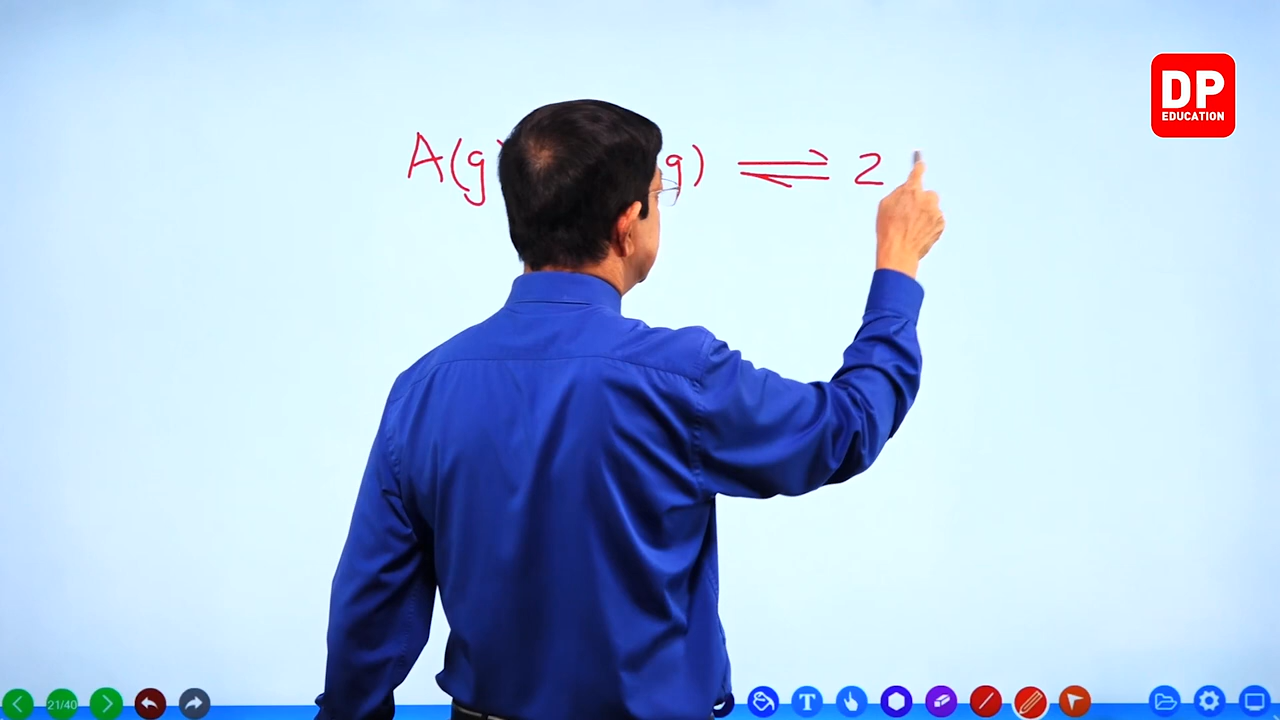 DP
EDUCATION
A(g g) ⇌ 2
21/40
T